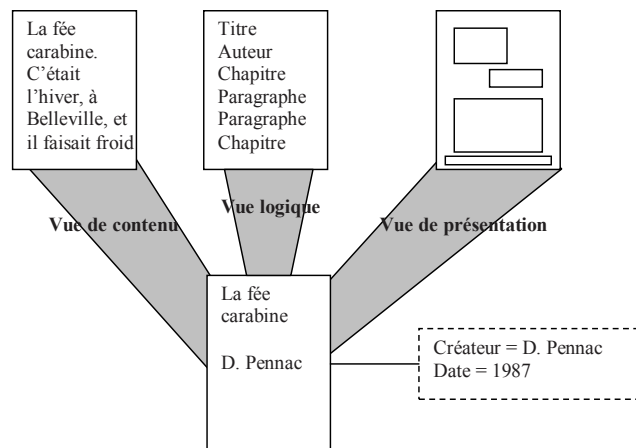 La fée
carabine.
C’était
l’hiver, à
Belleville, et
il faisait froid
Titre
Auteur
Chapitre
Paragraphe
Paragraphe
Chapitre
Vue de contenu
Vue logique
Vue de présentation
La fée
carabine
D. Pennac
Créateur = D. Pennac
Date = 1987